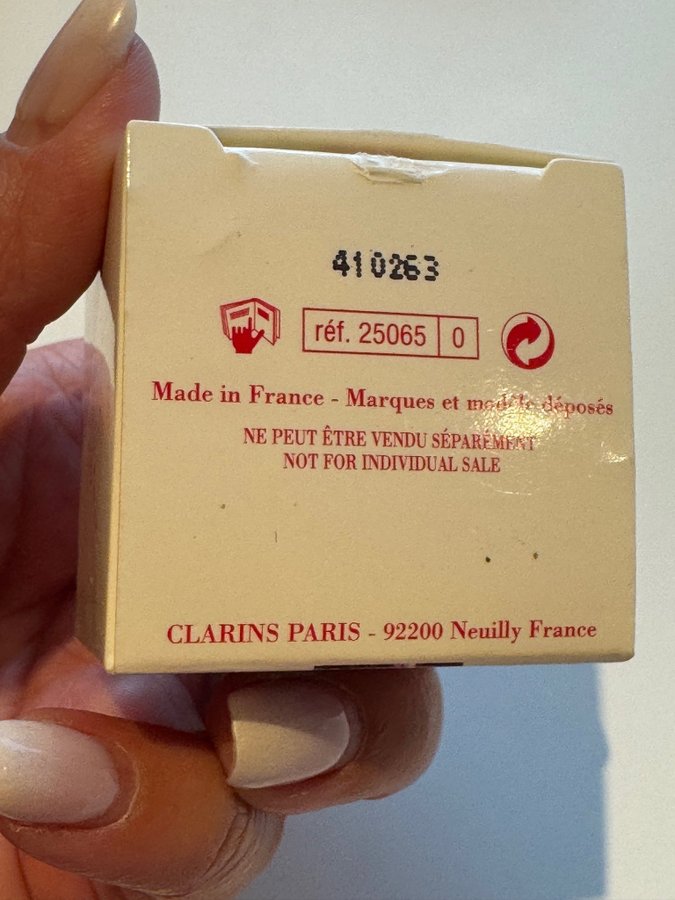 410263
réf. 25065 0
Made in France - Marques et modèle déposés
NE PEUT ÊTRE VENDU SÉPARÉMENT
NOT FOR INDIVIDUAL SALE
CLARINS PARIS - 92200 Neuilly France